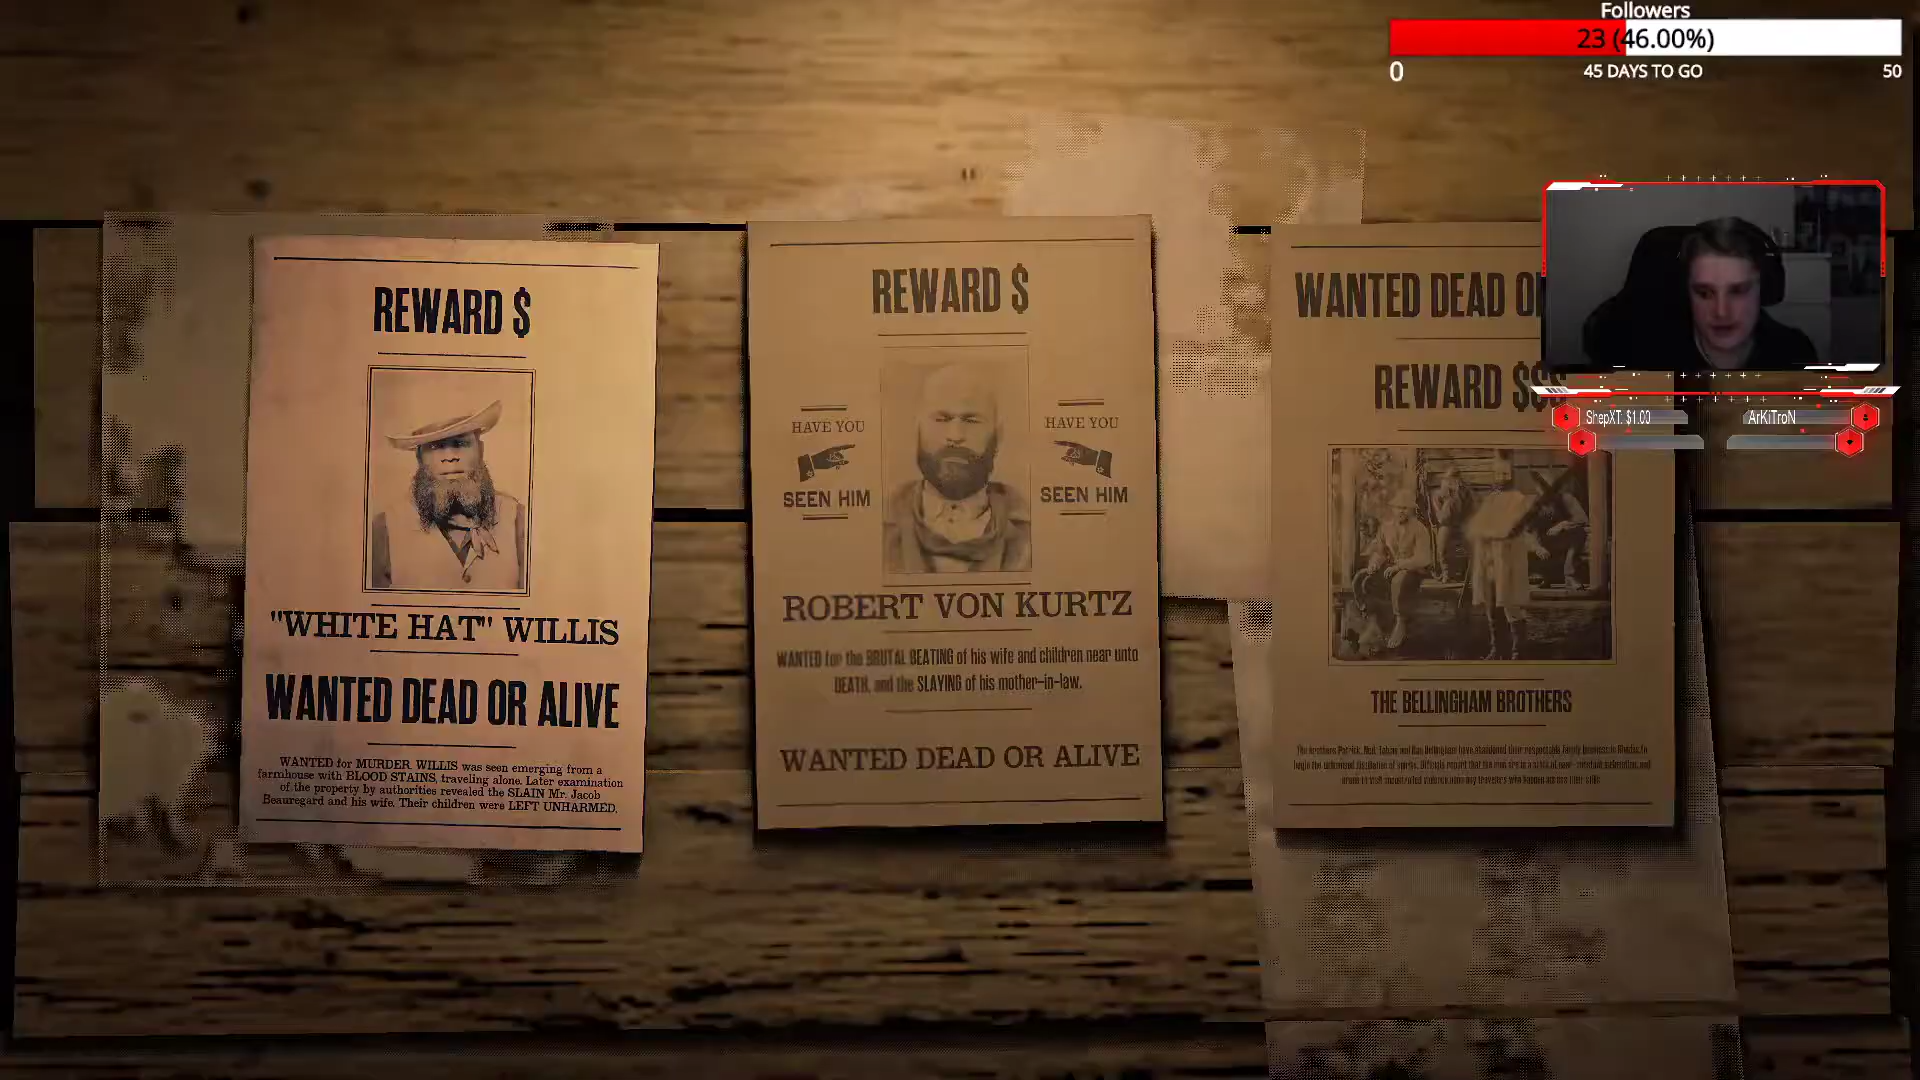 Followers
23 (46.00%)
0 45 DAYS TO GO 50
REWARD $
"WHITE HAT" WILLIS
WANTED DEAD OR ALIVE
WANTED for MURDER. WILLIS was seen emerging from a
farmhouse with BLOOD STAINS, traveling alone. Later examination
of the property by authorities revealed the SLAIN Mr. Jacob
Beauregard and his wife. Their children were LEFT UNHARMED.
REWARD $
HAVE YOU
SEEN HIM
HAVE YOU
SEEN HIM
ROBERT VON KURTZ
WANTED for the BRUTAL BEATING of his wife and children near unto
DEATH, and the SLAYING of his mother-in-law.
WANTED DEAD OR ALIVE
WANTED DEAD
REWARD $$$
THE BELLINGHAM BROTHERS
ShepXT: $1.00
ArKiTroN